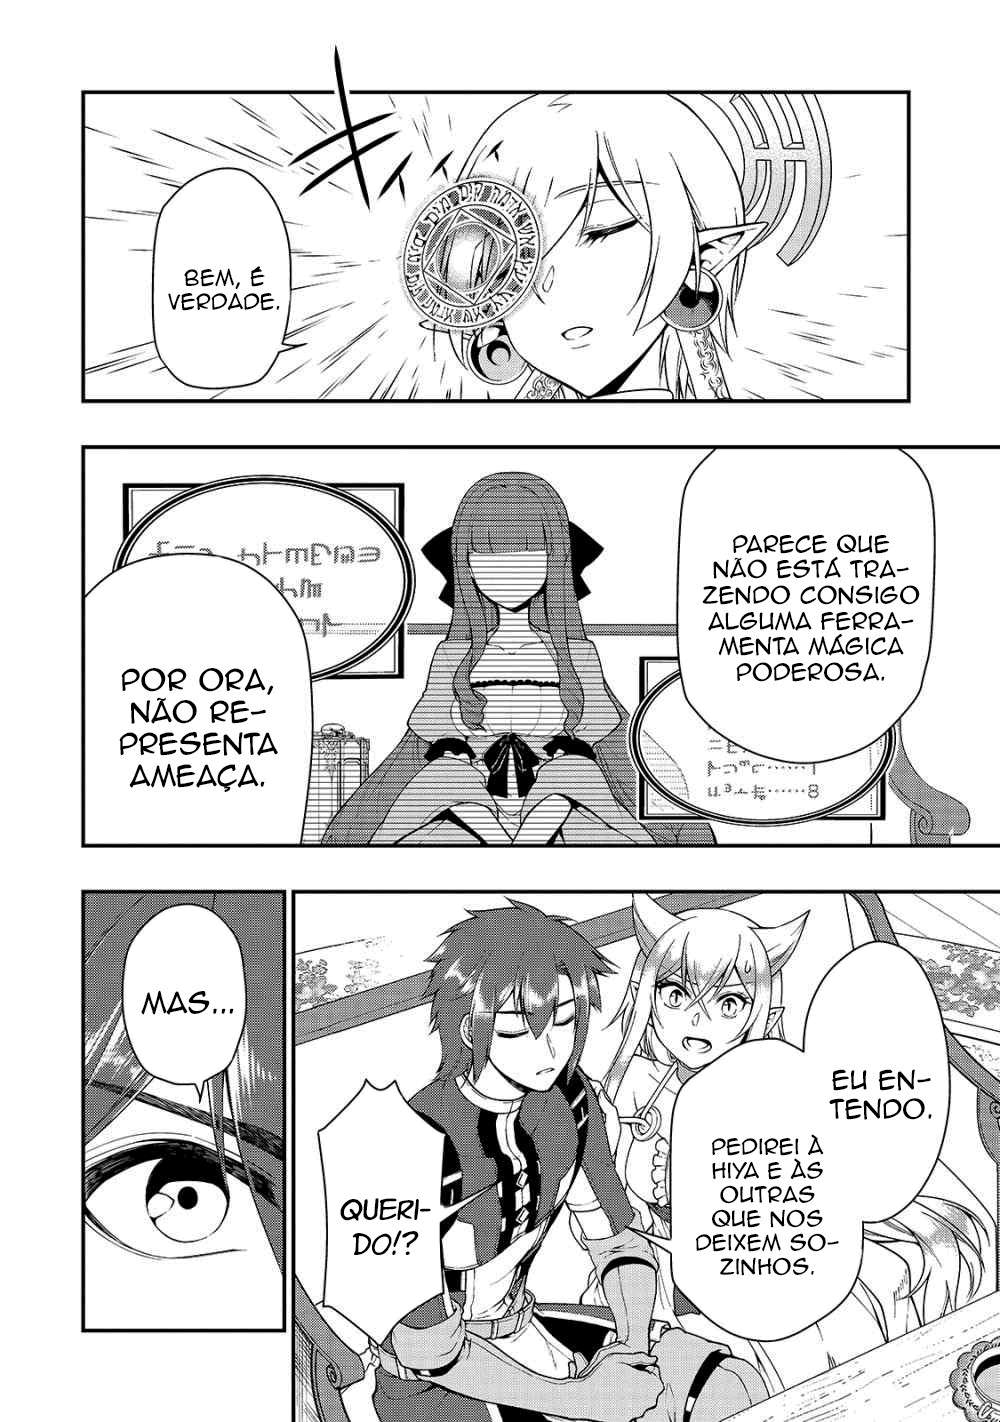 BEM, É
VERDADE.
PARECE QUE
NÃO ESTÁ TRA-
ZENDO CONSIGO
ALGUMA FERRA-
MENTA MÁGICA
PODEROSA.
POR ORA,
NÃO RE-
PRESENTA
AMEAÇA.
EU EN-
TENDO.
PEDIREI À
HIYA E ÀS
OUTRAS
QUE NOS
DEIXEM SO-
ZINHOS.
QUERI-
DO!?
MAS...